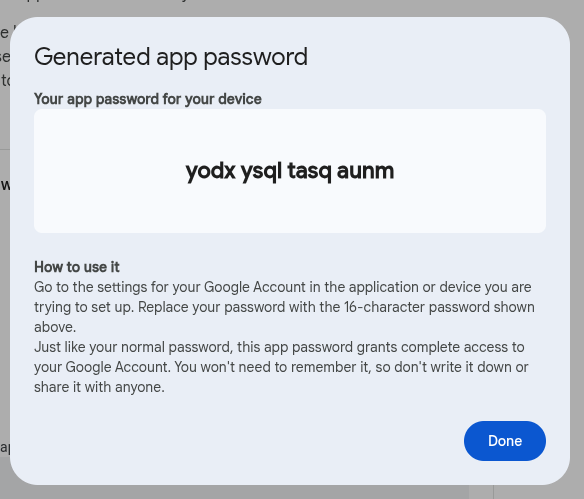 Generated app password
Your app password for your device
yodx ysql tasq aunm
How to use it
Go to the settings for your Google Account in the application or device you are
trying to set up. Replace your password with the 16-character password shown
above.
Just like your normal password, this app password grants complete access to
your Google Account. You won't need to remember it, so don't write it down or
share it with anyone.
Done